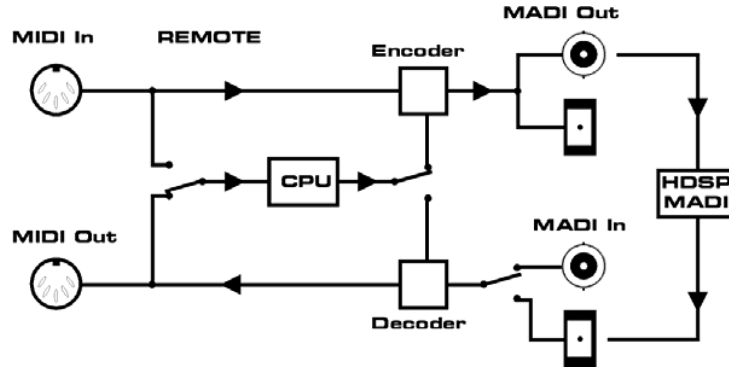 MIDI In
REMOTE
Encoder
MADI Out
CPU
HDSP
MADI
MIDI Out
MADI In
Decoder